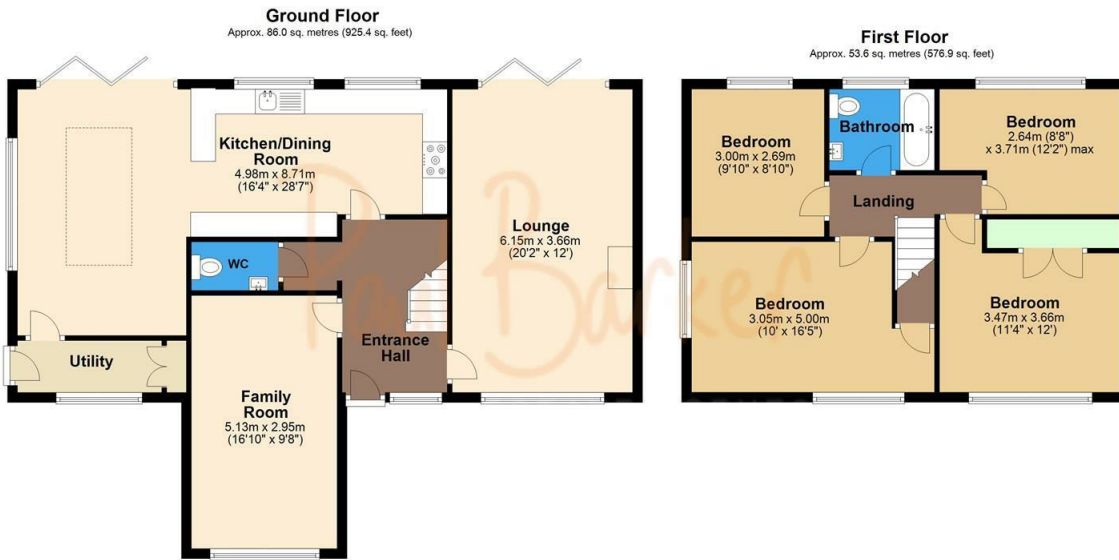 Ground Floor
Approx. 86.0 sq. metres (925.4 sq. feet)
Kitchen/Dining
Room
4.98m x 8.71m
(16'4" x 28'7")
Lounge
6.15m x 3.66m
(20'2" x 12')
WC
Entrance
Hall
Utility
Family
Room
5.13m x 2.95m
(16'10" x 9'8")
First Floor
Approx. 53.6 sq. metres (576.9 sq. feet)
Bedroom
3.00m x 2.69m
(9'10" x 8'10")
Bathroom
Bedroom
2.64m (8'8")
x 3.71m (12'2") max
Landing
Bedroom
3.05m x 5.00m
(10' x 16'5")
Bedroom
3.47m x 3.66m
(11'4" x 12')
Paul Barker